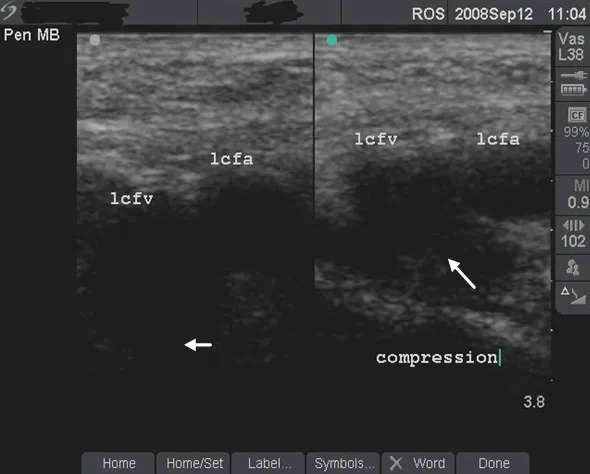 ROS 2008Sep12 11:04
Pen MB
Vas
L38
CF
99%
75
0
MI
0.9
102
lcfa
lcfv
lcfv
lcfa
compression
3.8
Home Home/Set Label... Symbols... Word Done